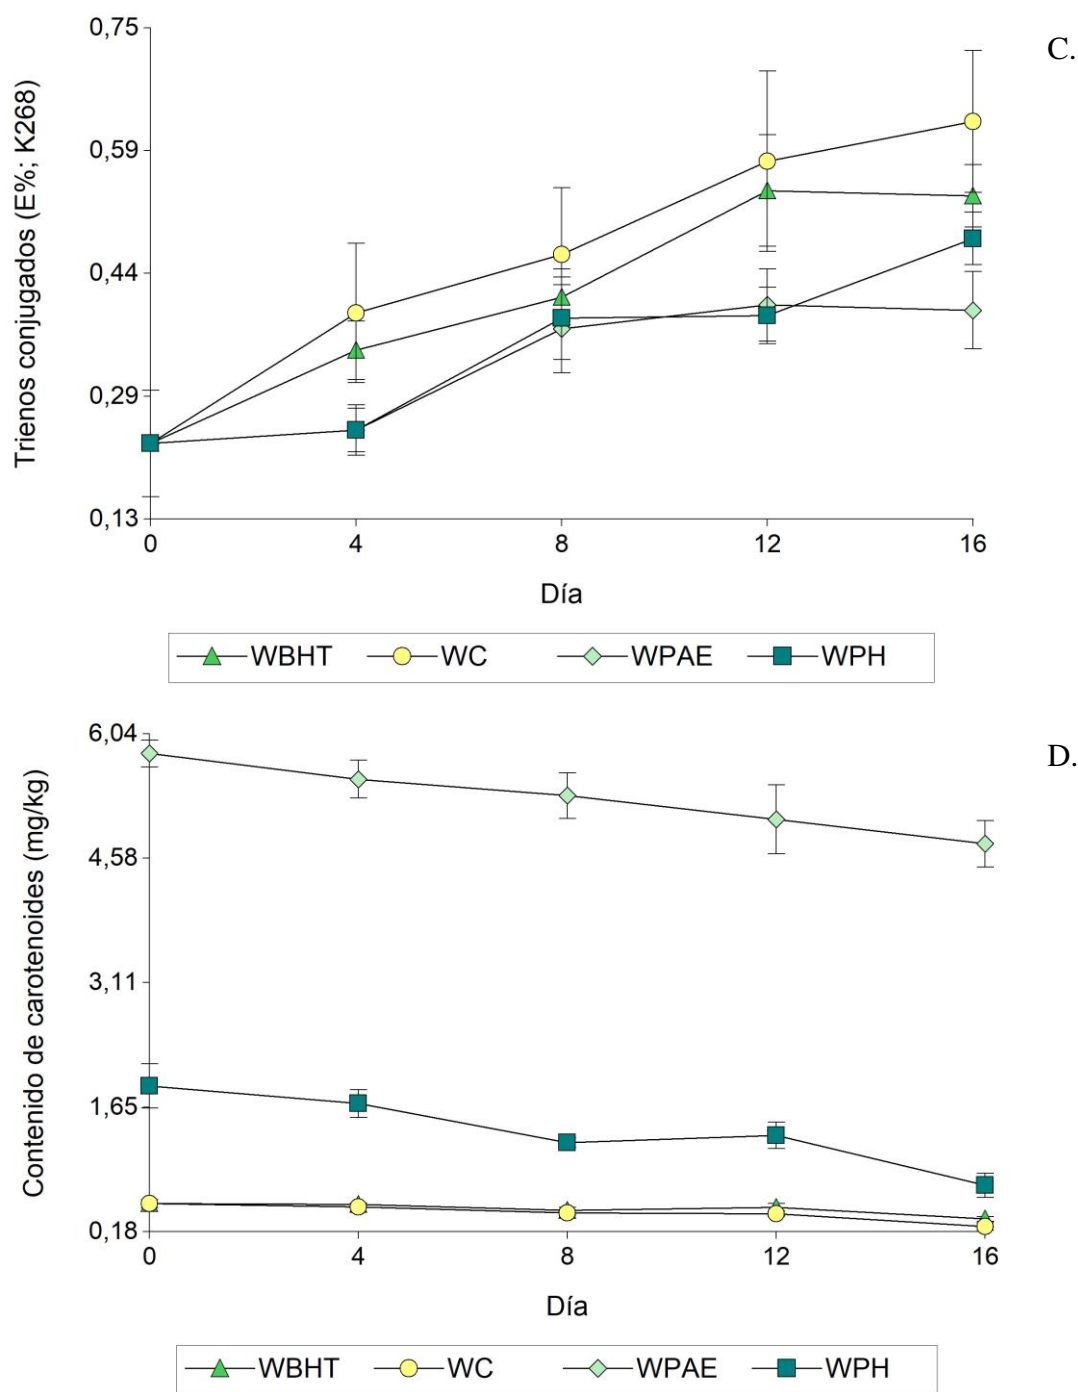 C.
Trienos conjugados (E%; K268)
0,75
0,59
0,44
0,29
0,13
0 4 8 12 16
Día
WBHT WC WPAE WPH
D.
Contenido de carotenoides (mg/kg)
6,04
4,58
3,11
1,65
0,18
0 4 8 12 16
Día
WBHT WC WPAE WPH